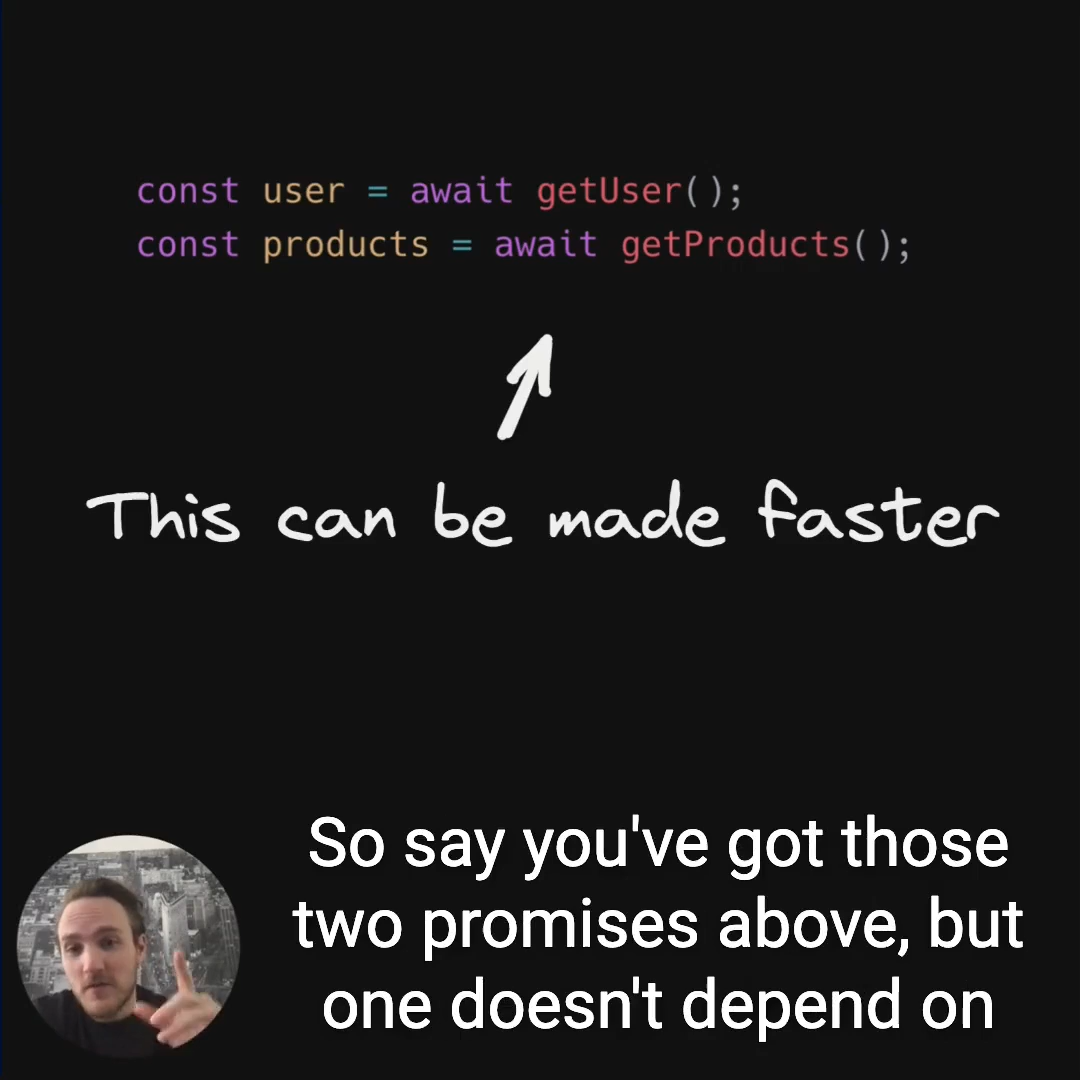 const user = await getUser();
const products = await getProducts();
This can be made faster
So say you've got those
two promises above, but
one doesn't depend on